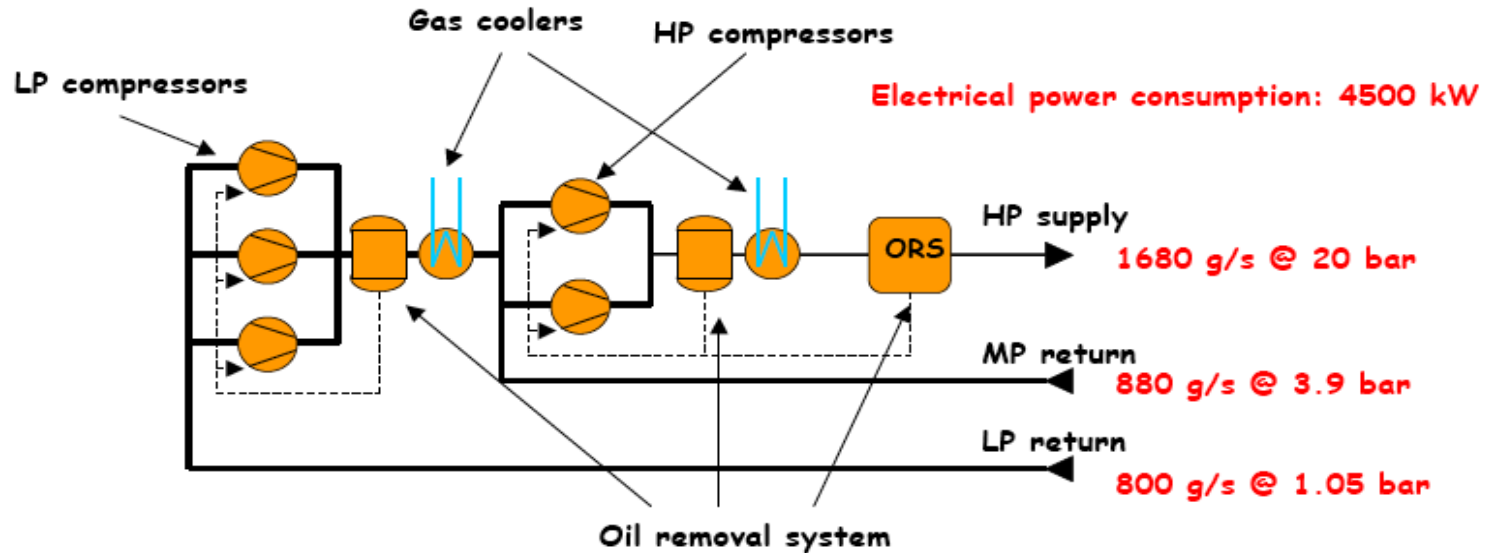 Gas coolers
HP compressors
LP compressors
Electrical power consumption: 4500 kW
HP supply
ORS
1680 g/s @ 20 bar
MP return
880 g/s @ 3.9 bar
LP return
800 g/s @ 1.05 bar
Oil removal system